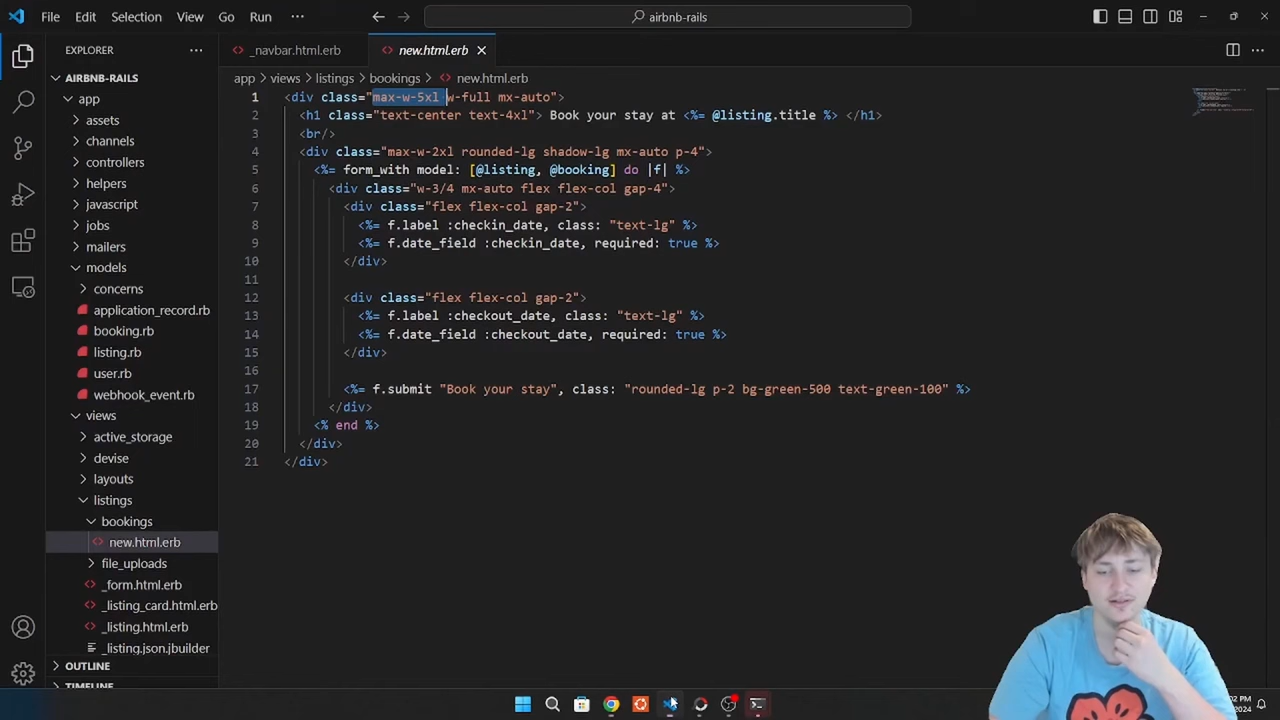 File Edit Selection View Go Run ··· airbnb-rails
EXPLORER ···
_navbar.html.erb new.html.erb
AIRBNB-RAILS
app
assets
channels
controllers
helpers
javascript
jobs
mailers
models
concerns
application_record.rb
booking.rb
listing.rb
user.rb
webhook_event.rb
views
active_storage
devise
layouts
listings
bookings
new.html.erb
file_uploads
_form.html.erb
_listing_card.html.erb
_listing.html.erb
_listing.json.jbuilder
OUTLINE
TIMELINE
app > views > listings > bookings > new.html.erb
1 <div class="max-w-5xl w-full mx-auto">
2 <h1 class="text-center text-4xl"> Book your stay at <%= @listing.title %> </h1>
3 <br/>
4 <div class="max-w-2xl rounded-lg shadow-lg mx-auto p-4">
5 <%= form_with model: [@listing, @booking] do |f| %>
6 <div class="w-3/4 mx-auto flex flex-col gap-4">
7 <div class="flex flex-col gap-2">
8 <%= f.label :checkin_date, class: "text-lg" %>
9 <%= f.date_field :checkin_date, required: true %>
10 </div>
11
12 <div class="flex flex-col gap-2">
13 <%= f.label :checkout_date, class: "text-lg" %>
14 <%= f.date_field :checkout_date, required: true %>
15 </div>
16
17 <%= f.submit "Book your stay", class: "rounded-lg p-2 bg-green-500 text-green-100" %>
18 </div>
19 <% end %>
20 </div>
21 </div>